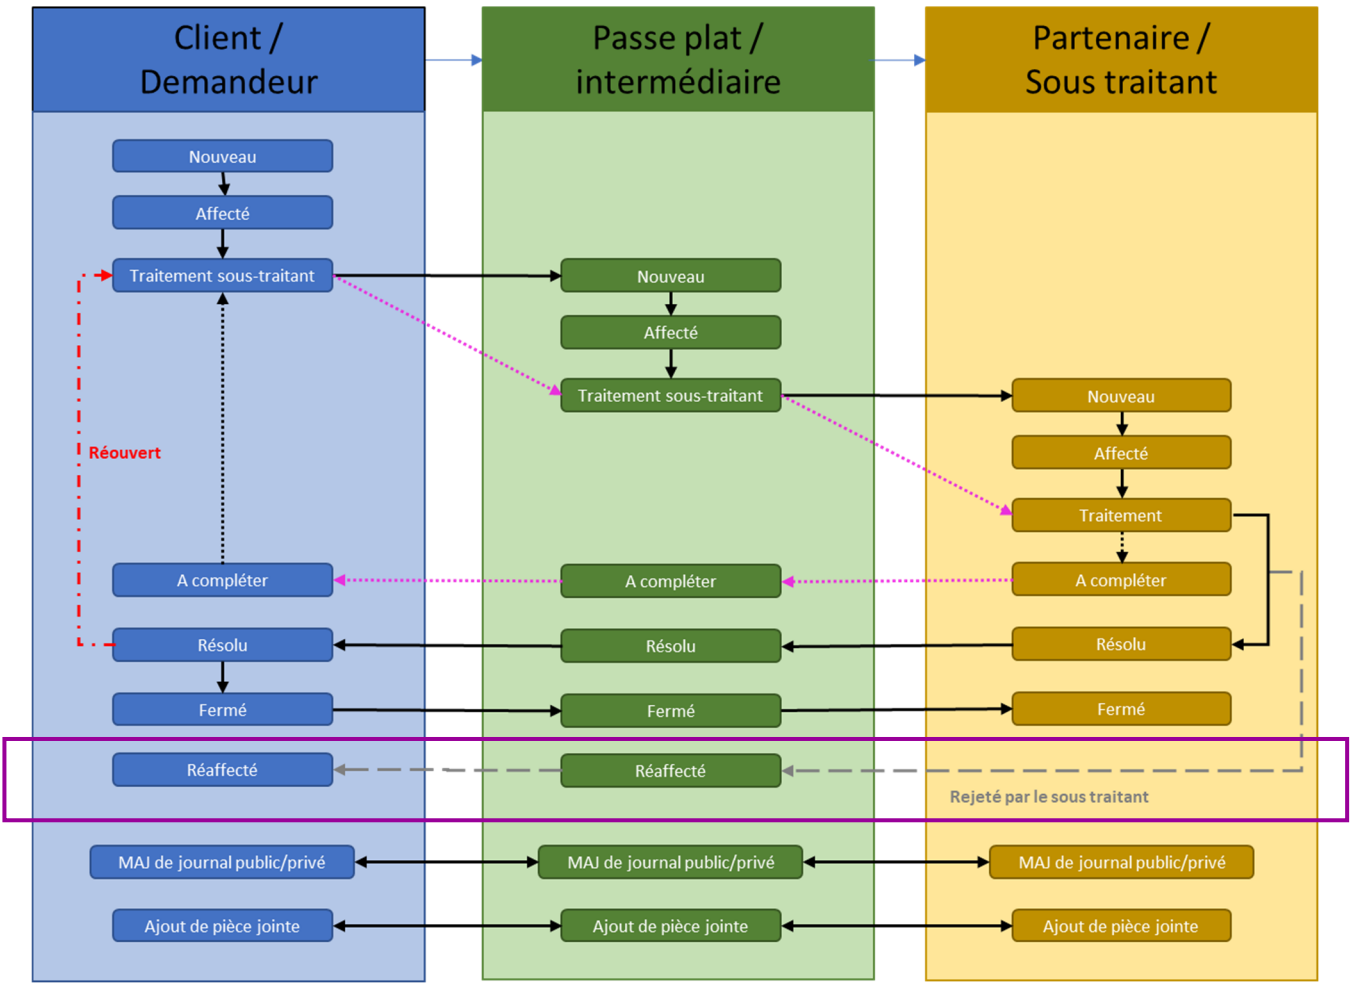 Client /
Demandeur
Passe plat /
intermédiaire
Partenaire /
Sous traitant
Nouveau
Affecté
Traitement sous-traitant
Nouveau
Affecté
Traitement sous-traitant
Nouveau
Réouvert
Affecté
Traitement
A compléter
A compléter
A compléter
Résolu
Résolu
Résolu
Fermé
Fermé
Fermé
Réaffecté
Réaffecté
Rejeté par le sous traitant
MAJ de journal public/privé
MAJ de journal public/privé
MAJ de journal public/privé
Ajout de pièce jointe
Ajout de pièce jointe
Ajout de pièce jointe